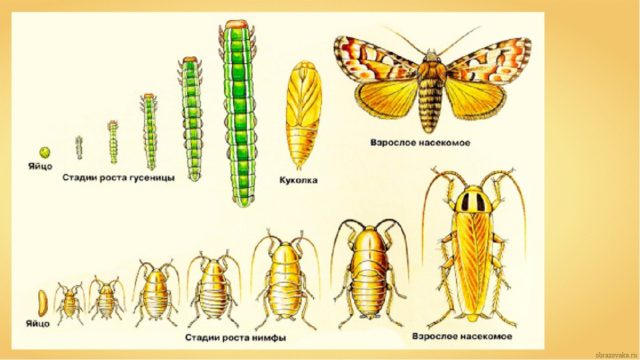 Взрослое насекомое
Яйцо
Стадии роста гусеницы
Куколка
Яйцо
Стадии роста нимфы
Взрослое насекомое
obrazovaka.ru